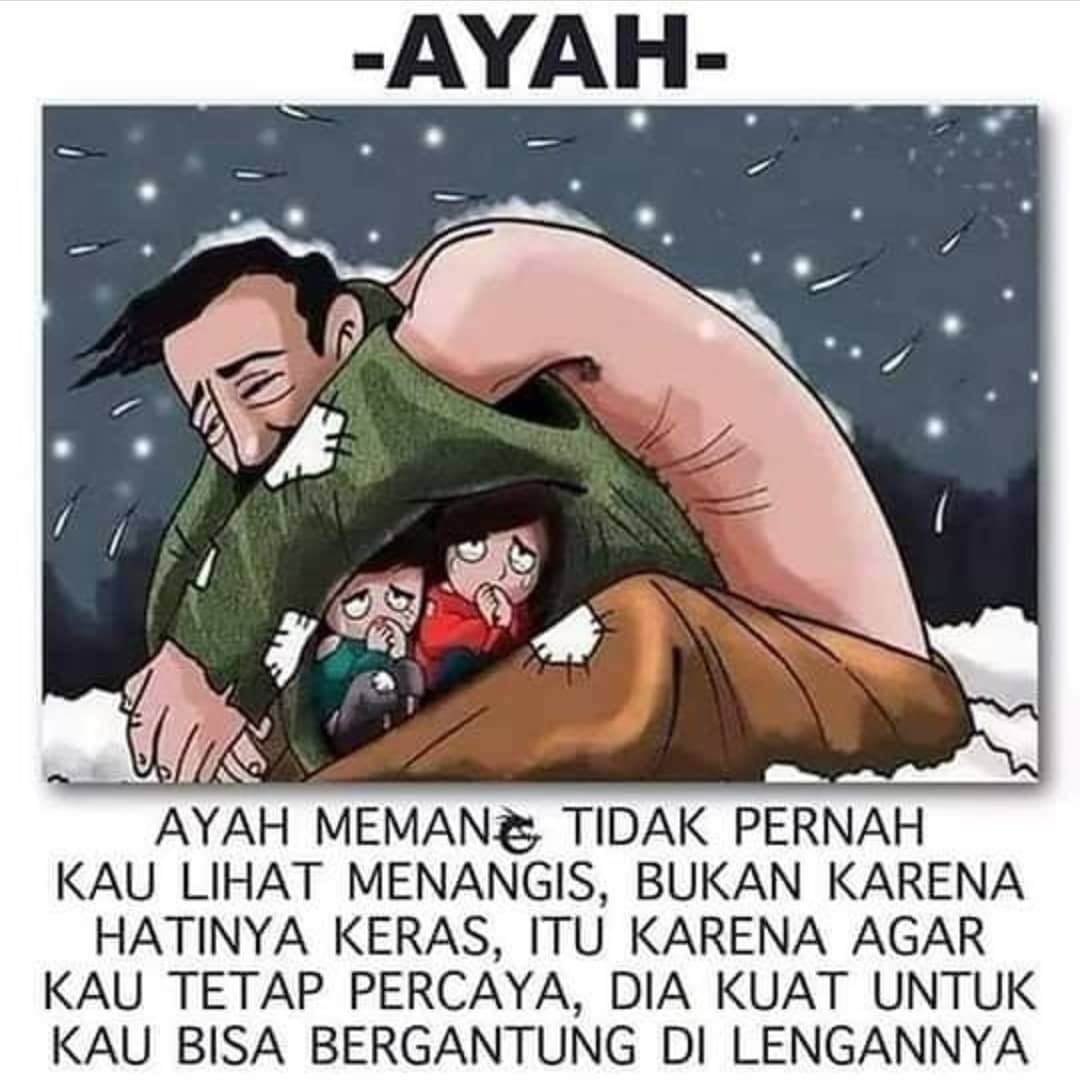 -AYAH-
AYAH MEMANG TIDAK PERNAH
KAU LIHAT MENANGIS, BUKAN KARENA
HATINYA KERAS, ITU KARENA AGAR
KAU TETAP PERCAYA, DIA KUAT UNTUK
KAU BISA BERGANTUNG DI LENGANNYA